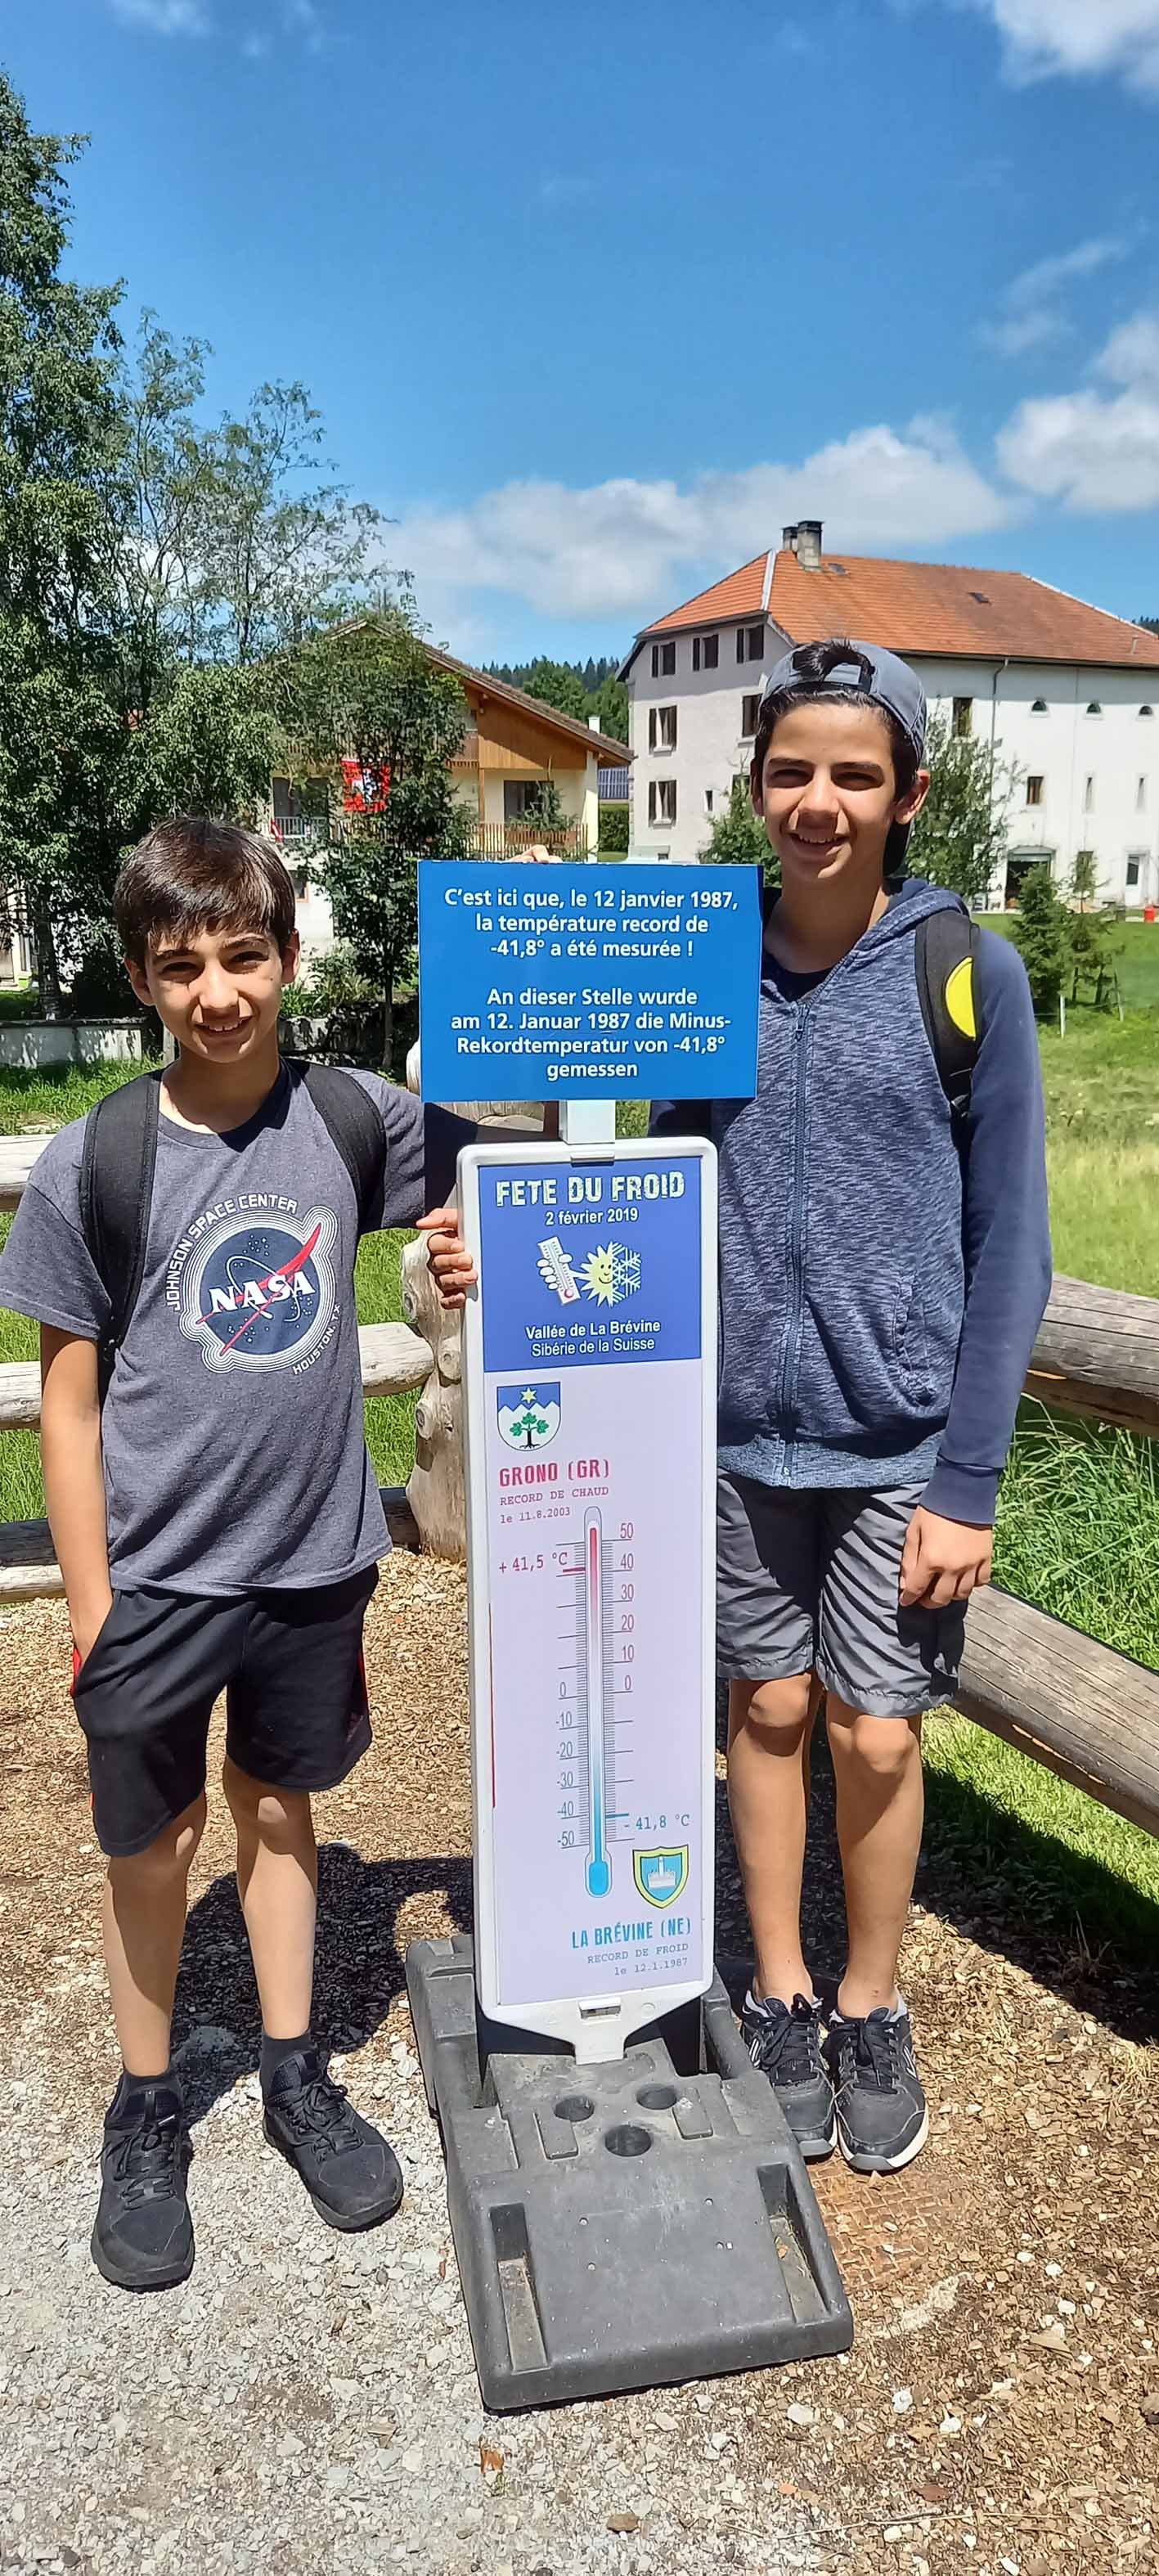 C'est ici que, le 12 janvier 1987,
la température record de
-41,8° a été mesurée !
An dieser Stelle wurde
am 12. Januar 1987 die Minus-
Rekordtemperatur von -41,8°
gemessen
FETE DU FROID
2 février 2019
Vallée de La Brévine
Sibérie de la Suisse
GRONO (GR)
RECORD DE CHAUD
le 11.8.2003
+ 41,5 °C
50
40
30
20
10
0
0
-10
-20
-30
-40
-50
- 41,8 °C
LA BRÉVINE (NE)
RECORD DE FROID
le 12.1.1987
JOHNSON SPACE CENTER
NASA
HOUSTON, TX